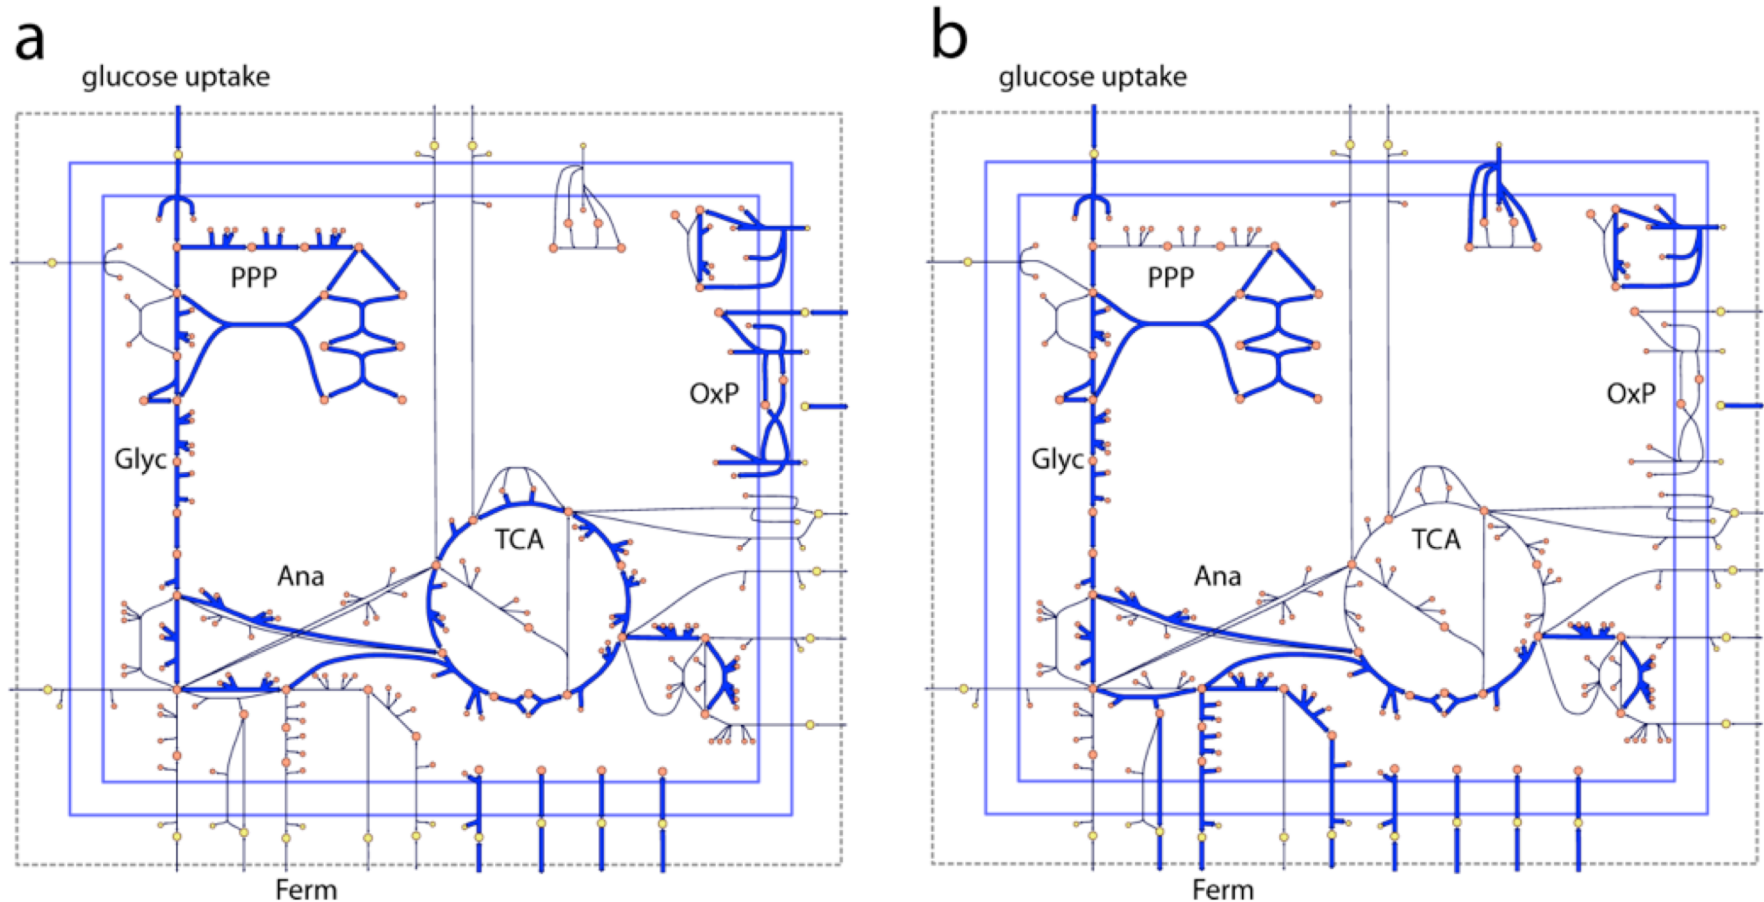 a
glucose uptake
PPP
OxP
Glyc
TCA
Ana
Ferm
b
glucose uptake
PPP
OxP
Glyc
TCA
Ana
Ferm